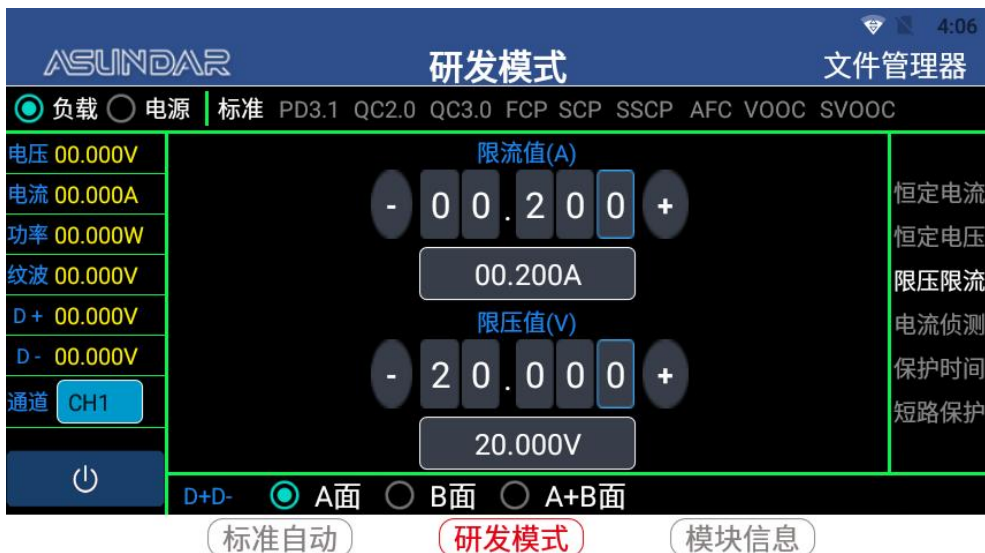 4:06
ASUNDAR 研发模式 文件管理器
负载 电源 标准 PD3.1 QC2.0 QC3.0 FCP SCP SSCP AFC VOOC SVOOC
电压 00.000V
电流 00.000A
功率 00.000W
纹波 00.000V
D+ 00.000V
D- 00.000V
通道 CH1
限流值(A)
- 0 0 . 2 0 0 +
00.200A
限压值(V)
- 2 0 . 0 0 0 +
20.000V
恒定电流
恒定电压
限压限流
电流侦测
保护时间
短路保护
D+D- A面 B面 A+B面
标准自动 研发模式 模块信息